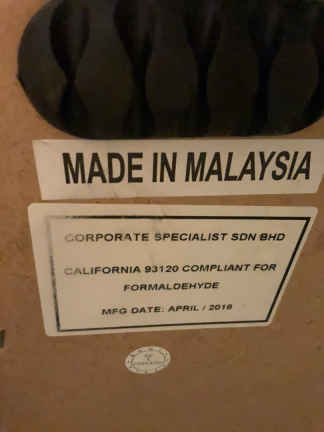 MADE IN MALAYSIA
CORPORATE SPECIALIST SDN BHD
CALIFORNIA 93120 COMPLIANT FOR
FORMALDEHYDE
MFG DATE: APRIL / 2018